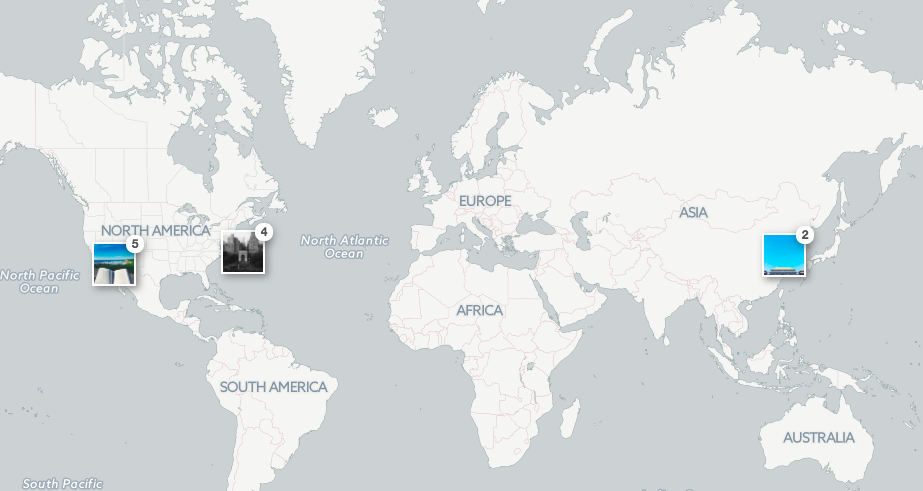 EUROPE
ASIA
NORTH AMERICA
5
4
2
North Atlantic
Ocean
North Pacific
Ocean
AFRICA
SOUTH AMERICA
AUSTRALIA
South Pacific